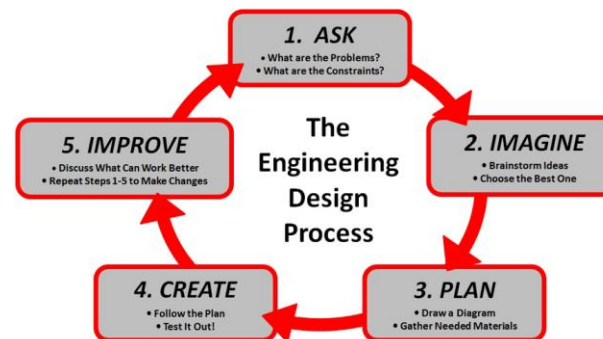 1. ASK
• What are the Problems?
• What are the Constraints?
2. IMAGINE
• Brainstorm Ideas
• Choose the Best One
3. PLAN
• Draw a Diagram
• Gather Needed Materials
4. CREATE
• Follow the Plan
• Test It Out!
5. IMPROVE
• Discuss What Can Work Better
• Repeat Steps 1-5 to Make Changes
The
Engineering
Design
Process